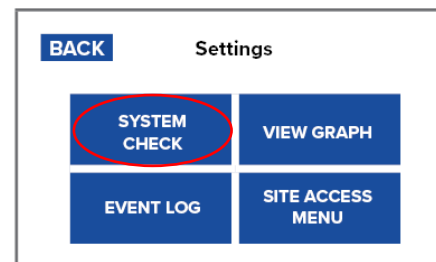 BACK Settings
SYSTEM
CHECK
VIEW GRAPH
EVENT LOG
SITE ACCESS
MENU